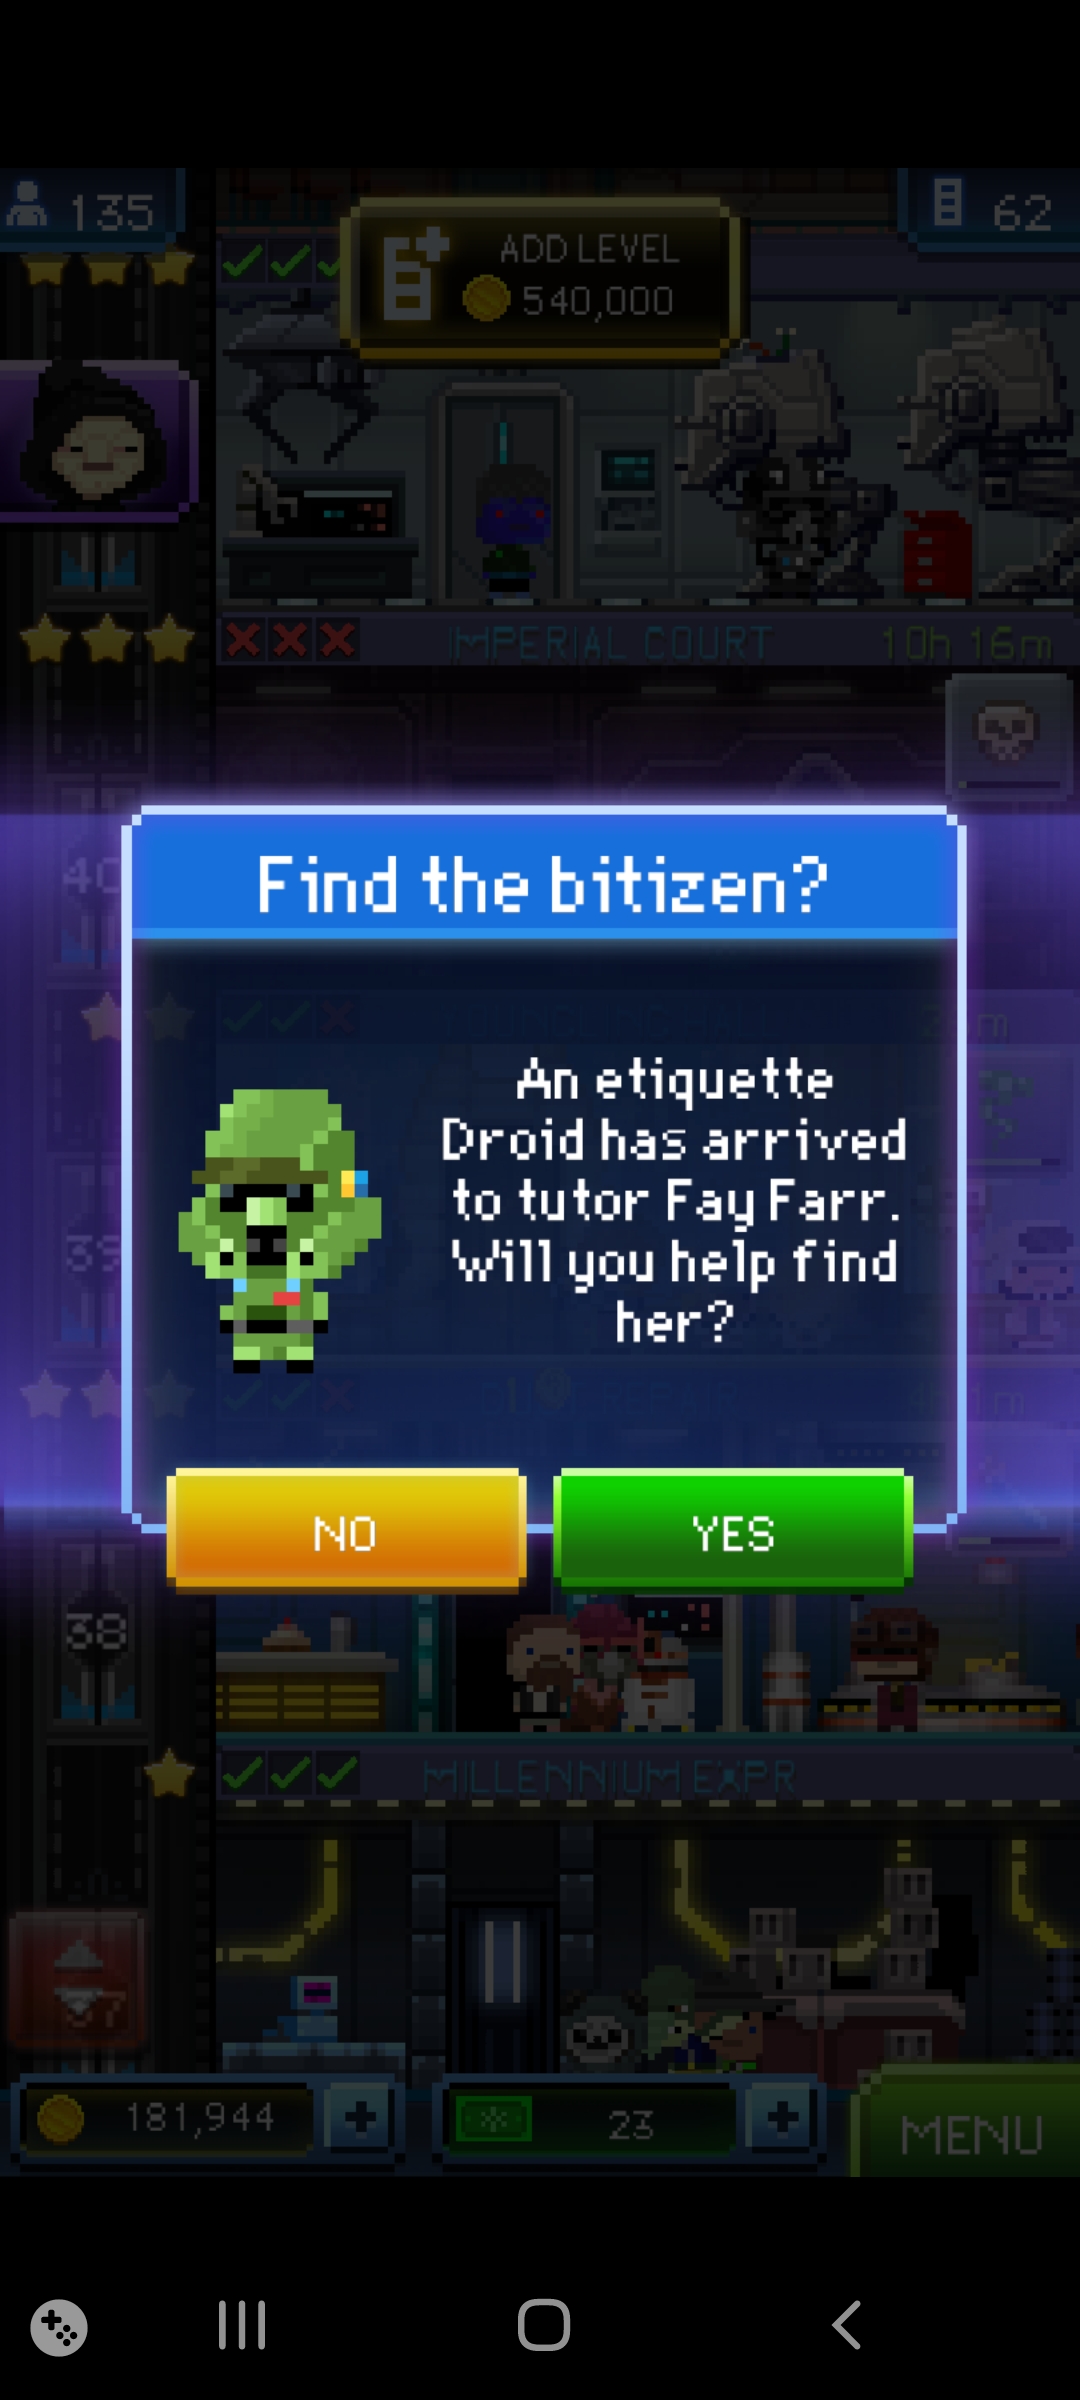 135
62
ADD LEVEL
540,000
IMPERIAL COURT
10h 16m
40
Find the bitizen?
An etiquette
Droid has arrived
to tutor Fay Farr.
Will you help find
her?
39
REPAIR
NO
YES
38
MILLENNIUM EXPR
37
181,944
23
MENU